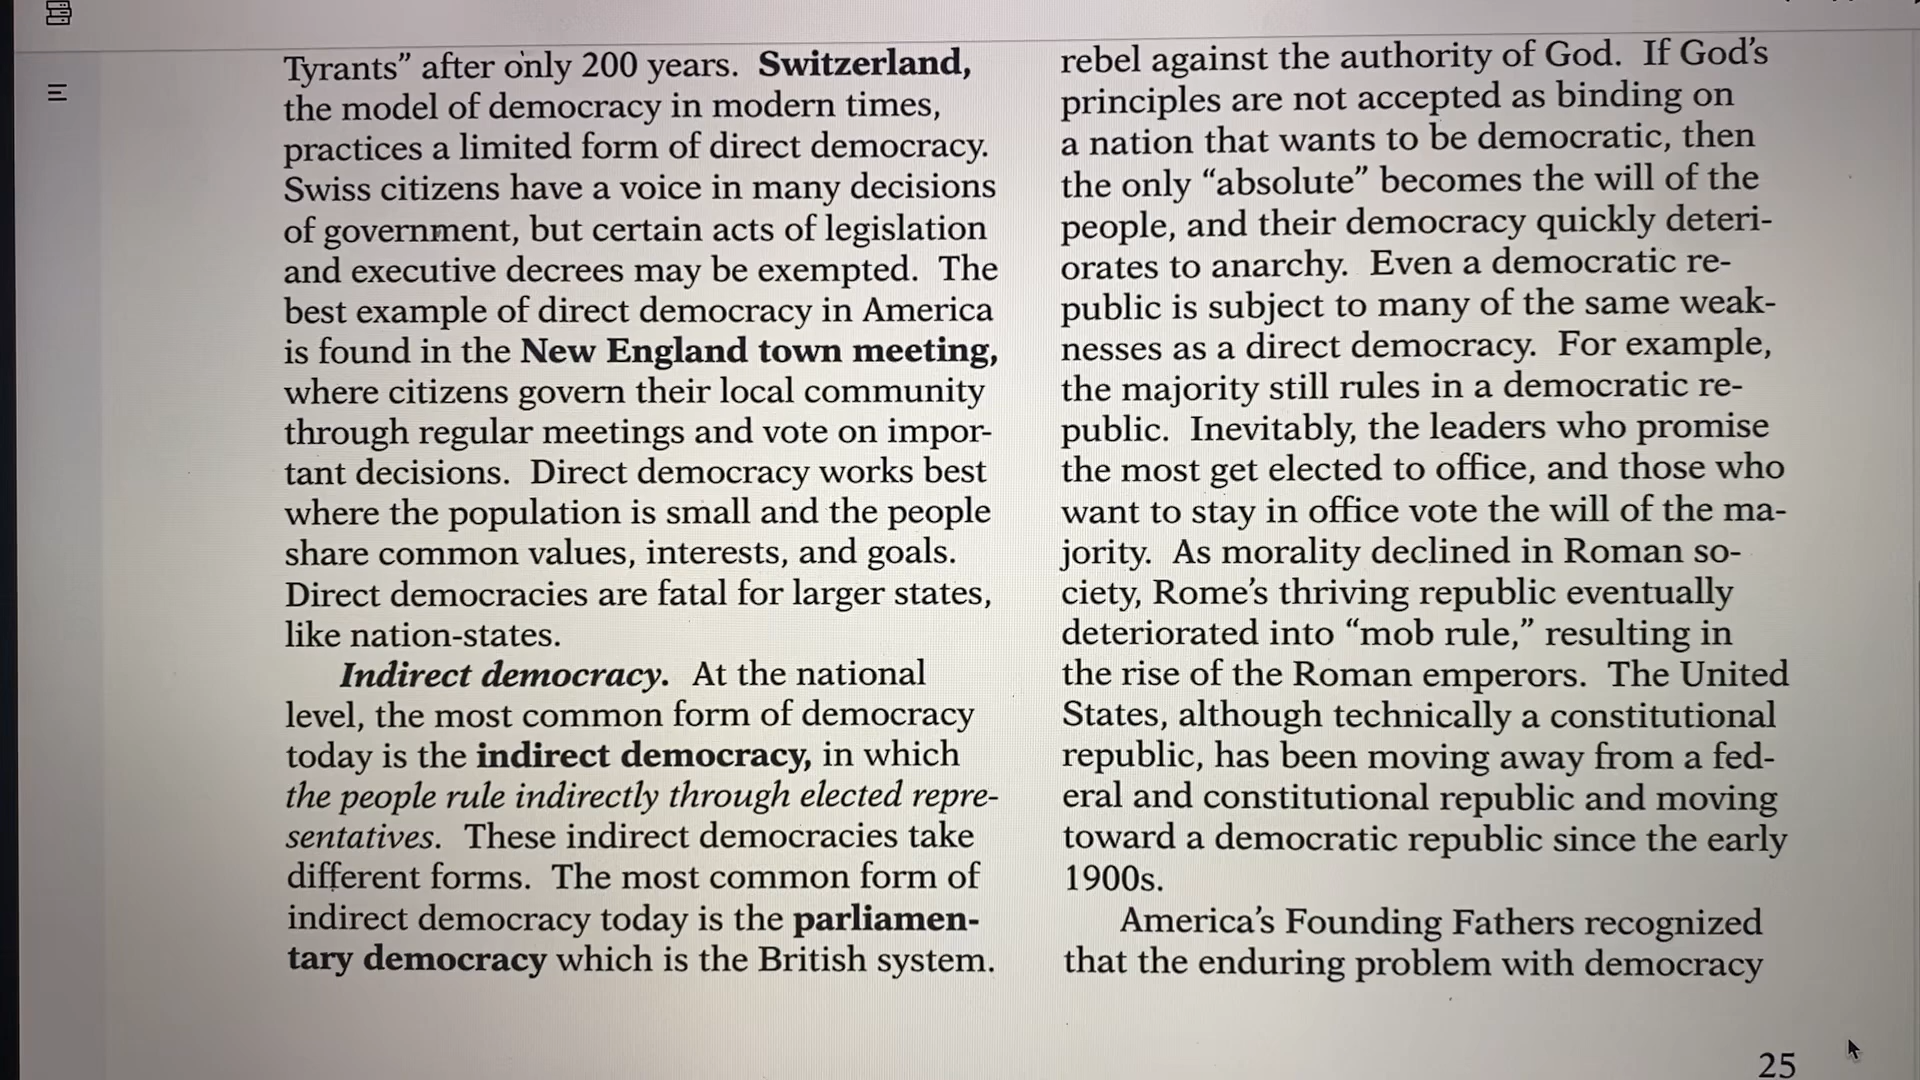 Tyrants” after only 200 years. Switzerland,
the model of democracy in modern times,
practices a limited form of direct democracy.
Swiss citizens have a voice in many decisions
of government, but certain acts of legislation
and executive decrees may be exempted. The
best example of direct democracy in America
is found in the New England town meeting,
where citizens govern their local community
through regular meetings and vote on impor-
tant decisions. Direct democracy works best
where the population is small and the people
share common values, interests, and goals.
Direct democracies are fatal for larger states,
like nation-states.
Indirect democracy. At the national
level, the most common form of democracy
today is the indirect democracy, in which
the people rule indirectly through elected repre-
sentatives. These indirect democracies take
different forms. The most common form of
indirect democracy today is the parliamen-
tary democracy which is the British system.
rebel against the authority of God. If God’s
principles are not accepted as binding on
a nation that wants to be democratic, then
the only “absolute” becomes the will of the
people, and their democracy quickly deteri-
orates to anarchy. Even a democratic re-
public is subject to many of the same weak-
nesses as a direct democracy. For example,
the majority still rules in a democratic re-
public. Inevitably, the leaders who promise
the most get elected to office, and those who
want to stay in office vote the will of the ma-
jority. As morality declined in Roman so-
ciety, Rome’s thriving republic eventually
deteriorated into “mob rule,” resulting in
the rise of the Roman emperors. The United
States, although technically a constitutional
republic, has been moving away from a fed-
eral and constitutional republic and moving
toward a democratic republic since the early
1900s.
America’s Founding Fathers recognized
that the enduring problem with democracy
25